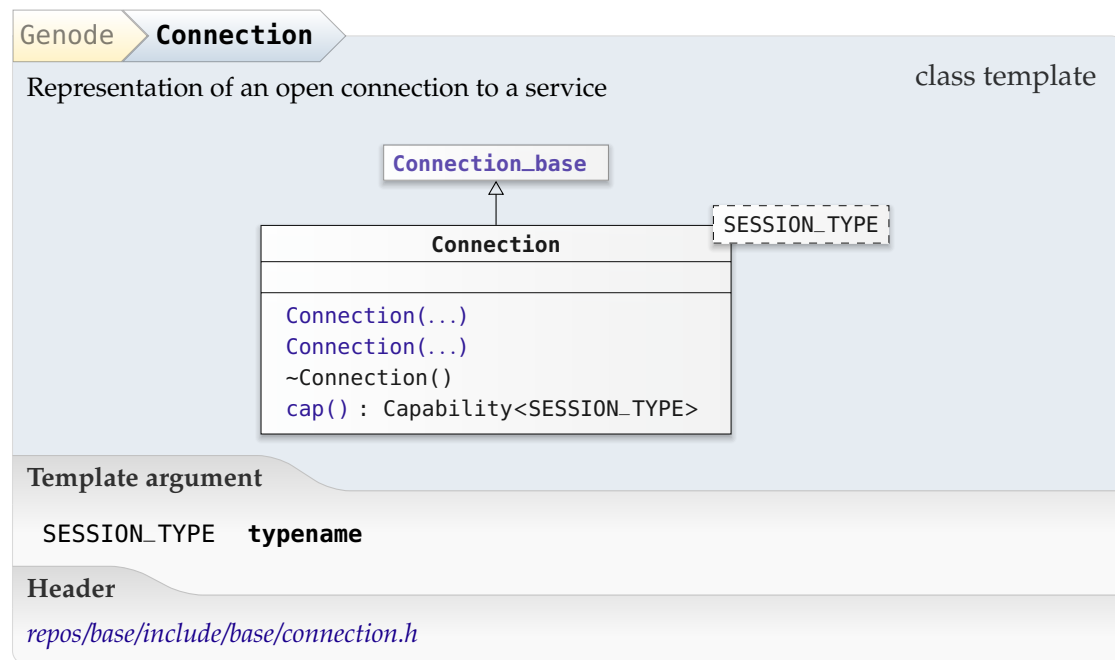 Genode Connection
class template
Representation of an open connection to a service
Connection_base
SESSION_TYPE
Connection
Connection(...)
Connection(...)
~Connection()
cap() : Capability<SESSION_TYPE>
Template argument
SESSION_TYPE typename
Header
repos/base/include/base/connection.h